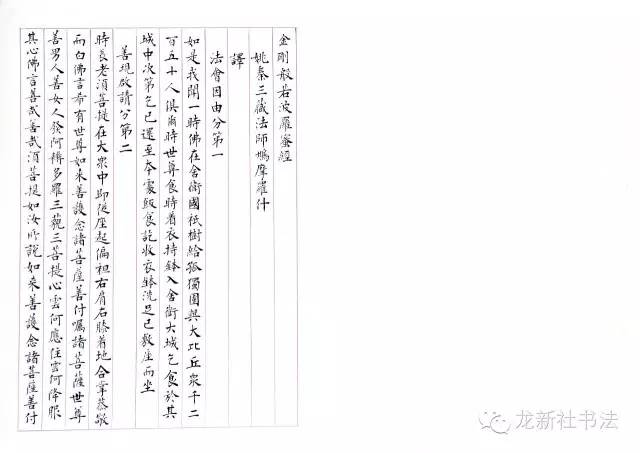 金剛般若波羅蜜經
姚秦三藏法師鳩摩羅什
譯
法會因由分第一
如是我聞一時佛在舍衛國祇樹給孤獨園與大比丘眾千二
百五十人俱爾時世尊食時着衣持鉢入舍衛大城乞食於其
城中次第乞已還至本處飯食訖收衣鉢洗足已敷座而坐
善現啟請分第二
時長老須菩提在大眾中即從座起偏袒右肩右膝着地合掌恭敬
而白佛言希有世尊如来善護念諸菩薩善付囑諸菩薩世尊
善男人善女人發阿耨多羅三藐三菩提心雲何應住雲何降服
其心佛言善哉善哉須菩提如汝所說如来善護念諸菩薩善付
龙新社书法